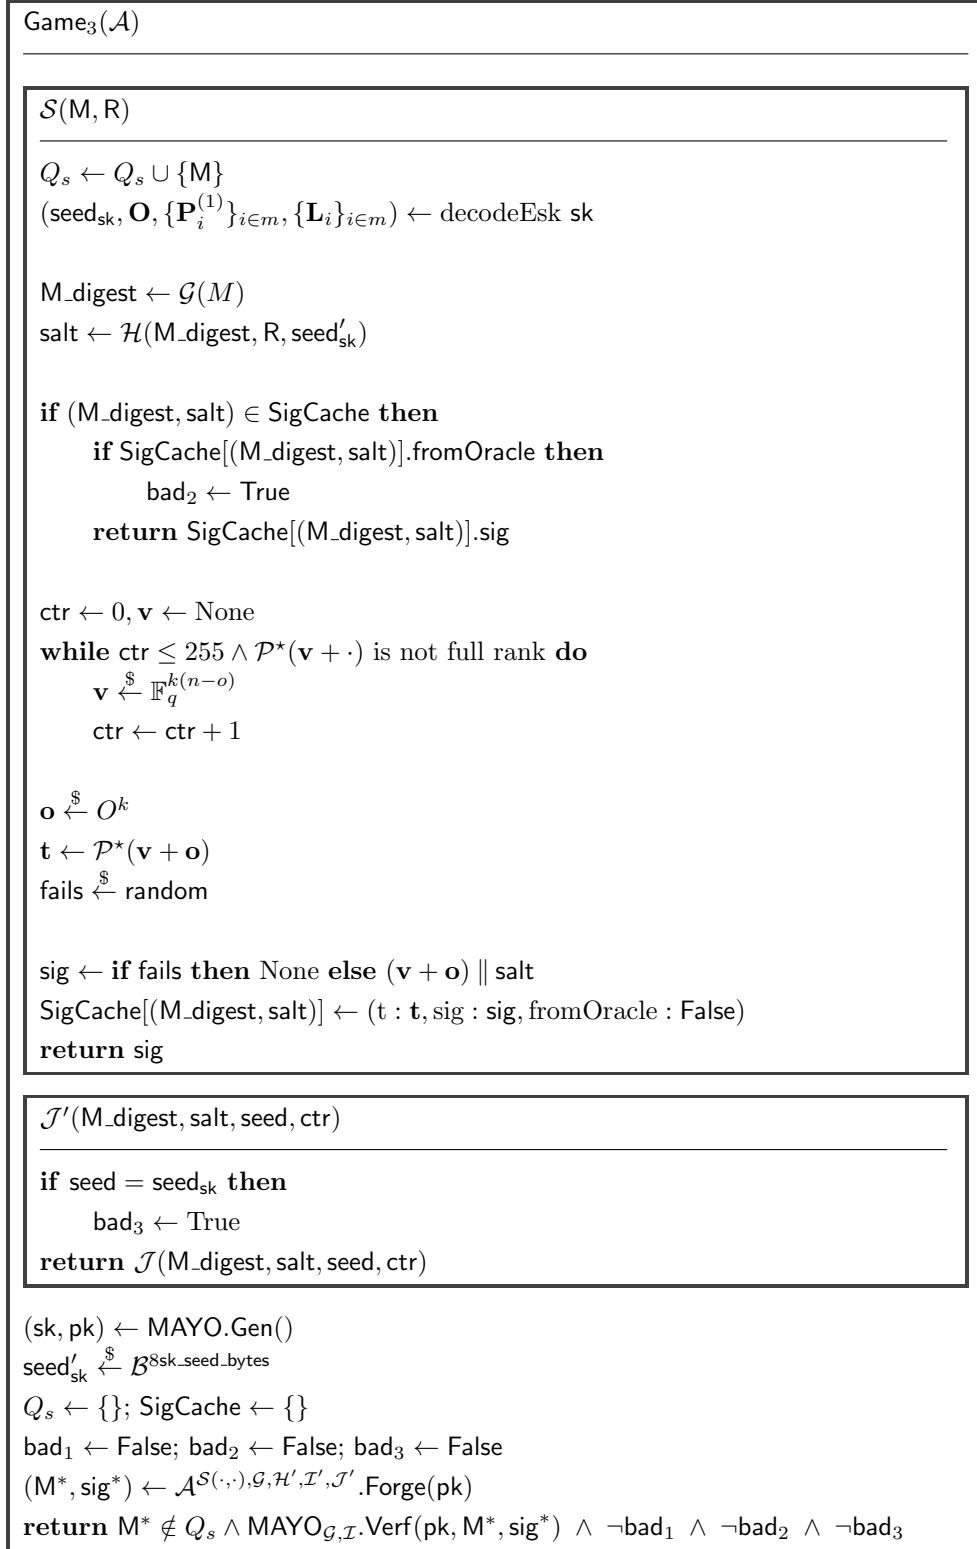 Game₃(𝒜)
𝒮(M, R)
Qₛ ← Qₛ ∪ {M}
(seed_sk, O, {P_i^(1)}_{i∈m}, {L_i}_{i∈m}) ← decodeEsk sk
M_digest ← 𝒢(M)
salt ← ℋ(M_digest, R, seed′_sk)
if (M_digest, salt) ∈ SigCache then
if SigCache[(M_digest, salt)].fromOracle then
bad₂ ← True
return SigCache[(M_digest, salt)].sig
ctr ← 0, v ← None
while ctr ≤ 255 ∧ 𝒫⋆(v + ·) is not full rank do
v ←$ 𝔽_q^{k(n−o)}
ctr ← ctr + 1
o ←$ O^k
t ← 𝒫⋆(v + o)
fails ←$ random
sig ← if fails then None else (v + o) ∥ salt
SigCache[(M_digest, salt)] ← (t : t, sig : sig, fromOracle : False)
return sig
𝒥′(M_digest, salt, seed, ctr)
if seed = seed_sk then
bad₃ ← True
return 𝒥(M_digest, salt, seed, ctr)
(sk, pk) ← MAYO.Gen()
seed′_sk ←$ ℬ^{8sk_seed_bytes}
Qₛ ← {}; SigCache ← {}
bad₁ ← False; bad₂ ← False; bad₃ ← False
(M*, sig*) ← 𝒜^{𝒮(·,·),𝒢,ℋ′,ℐ′,𝒥′}.Forge(pk)
return M* ∉ Qₛ ∧ MAYO_{𝒢,ℐ}.Verf(pk, M*, sig*) ∧ ¬bad₁ ∧ ¬bad₂ ∧ ¬bad₃